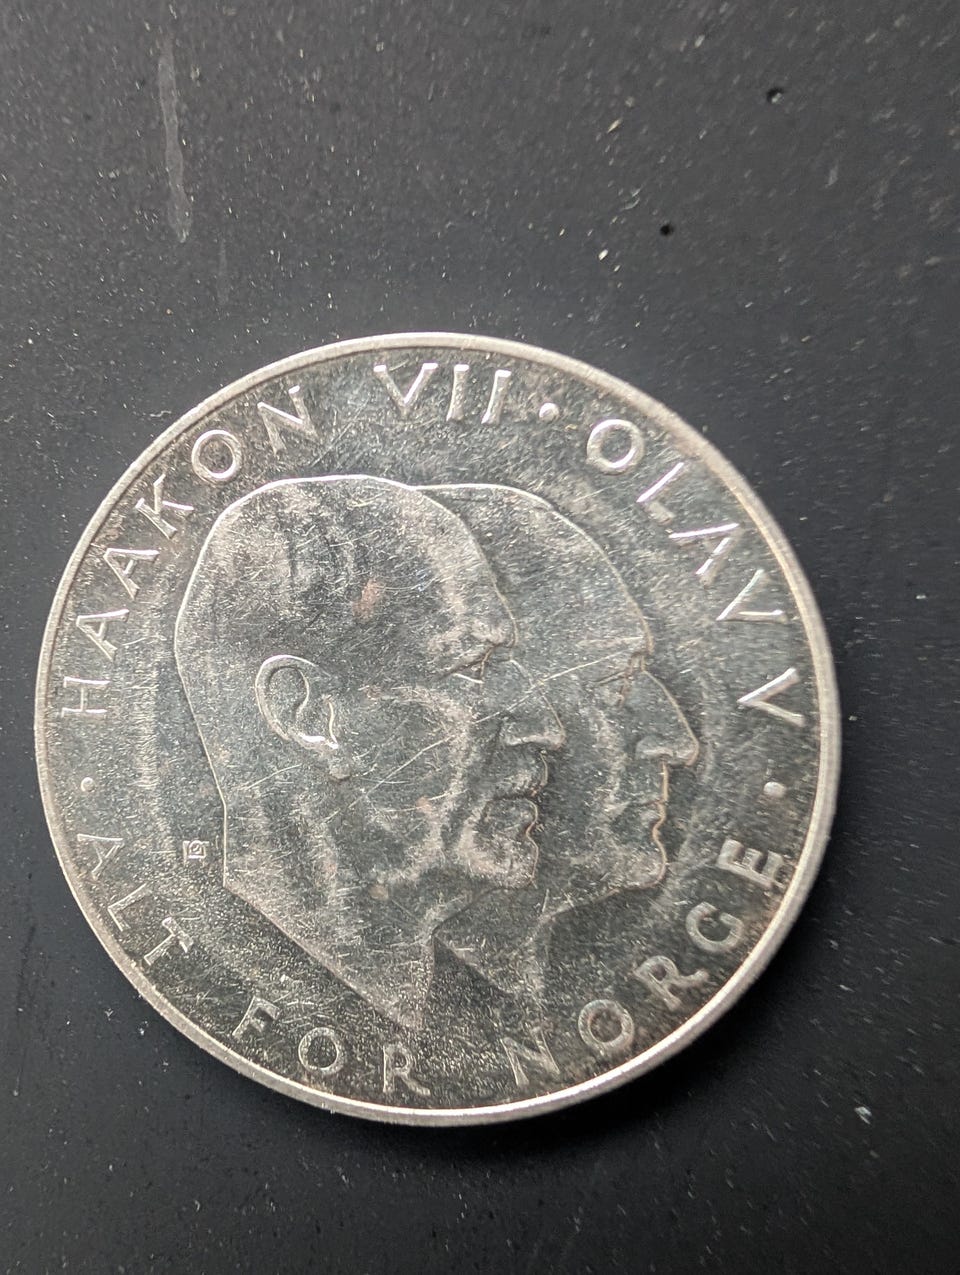 HAAKON VII · OLAV V ·
ALT FOR NORGE ·